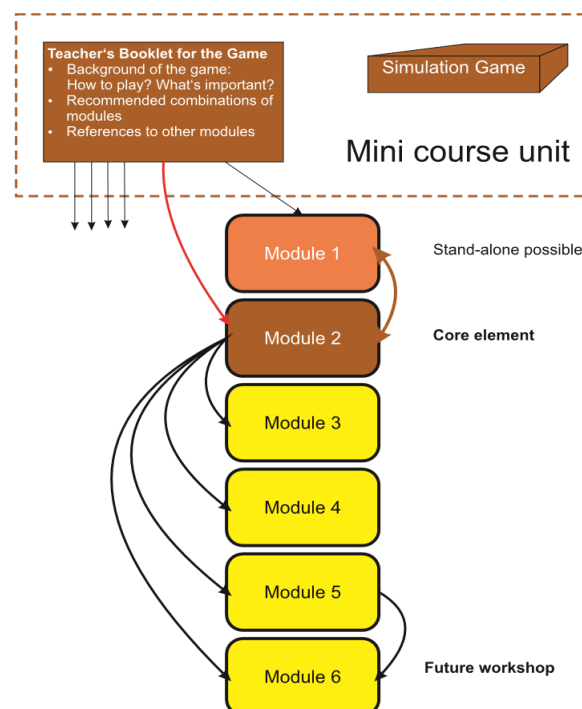 Teacher's Booklet for the Game
• Background of the game:
How to play? What's important?
• Recommended combinations of
modules
• References to other modules
Simulation Game
Mini course unit
Module 1
Stand-alone possible
Module 2
Core element
Module 3
Module 4
Module 5
Module 6
Future workshop